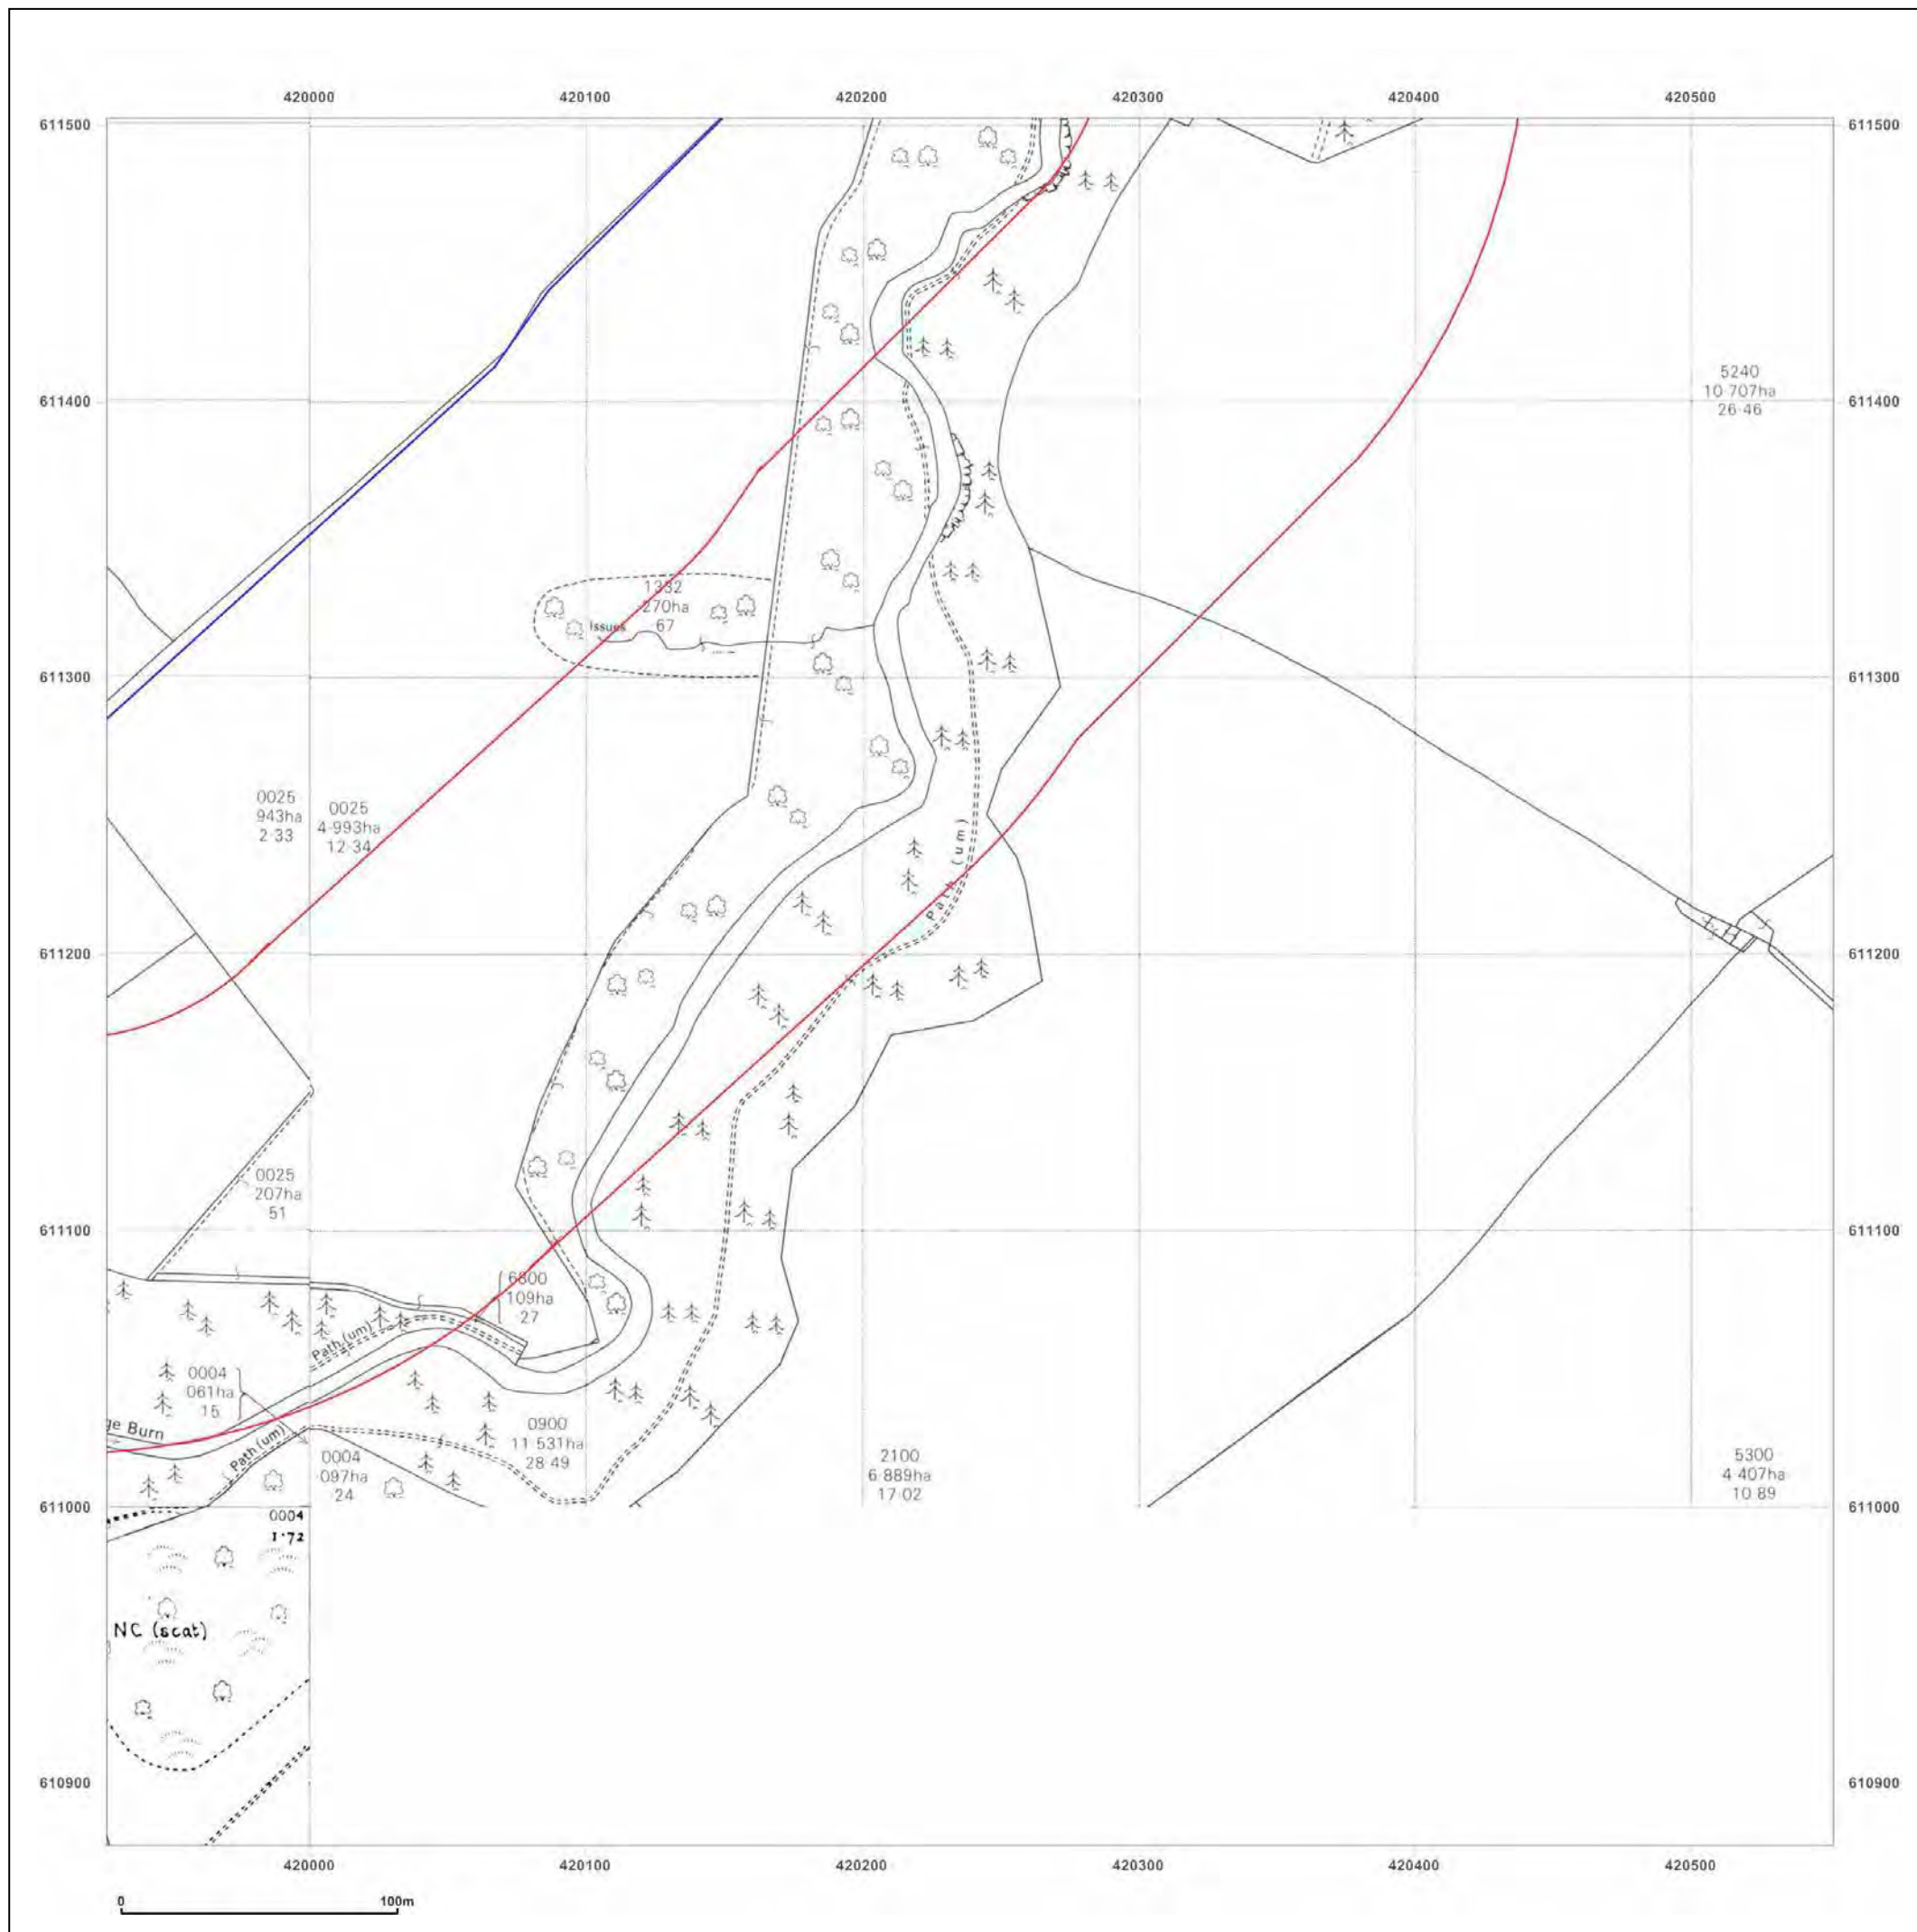 420000 420100 420200 420300 420400 420500
611500 611500
5240
10·707ha
26·46
611400 611400
1332
·270ha
·67
Issues
611300 611300
0025
·943ha
2·33
0025
4·993ha
12·34
Path (um)
611200 611200
0025
·207ha
·51
611100 611100
6800
·109ha
·27
Path (um)
0004
·061ha
·15
ge Burn
Path (um)
0004
·097ha
·24
0900
11·531ha
28·49
2100
6·889ha
17·02
5300
4·407ha
10·89
611000 611000
0004
1·72
NC (scat)
610900 610900
420000 420100 420200 420300 420400 420500
0 100m